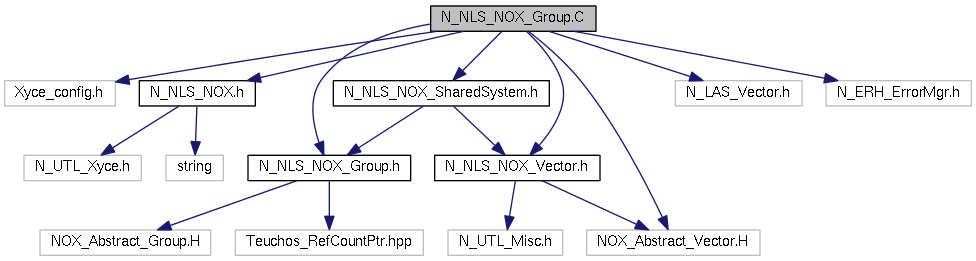 N_NLS_NOX_Group.C
Xyce_config.h
N_NLS_NOX.h
N_NLS_NOX_SharedSystem.h
N_LAS_Vector.h
N_ERH_ErrorMgr.h
N_UTL_Xyce.h
string
N_NLS_NOX_Group.h
N_NLS_NOX_Vector.h
NOX_Abstract_Group.H
Teuchos_RefCountPtr.hpp
N_UTL_Misc.h
NOX_Abstract_Vector.H